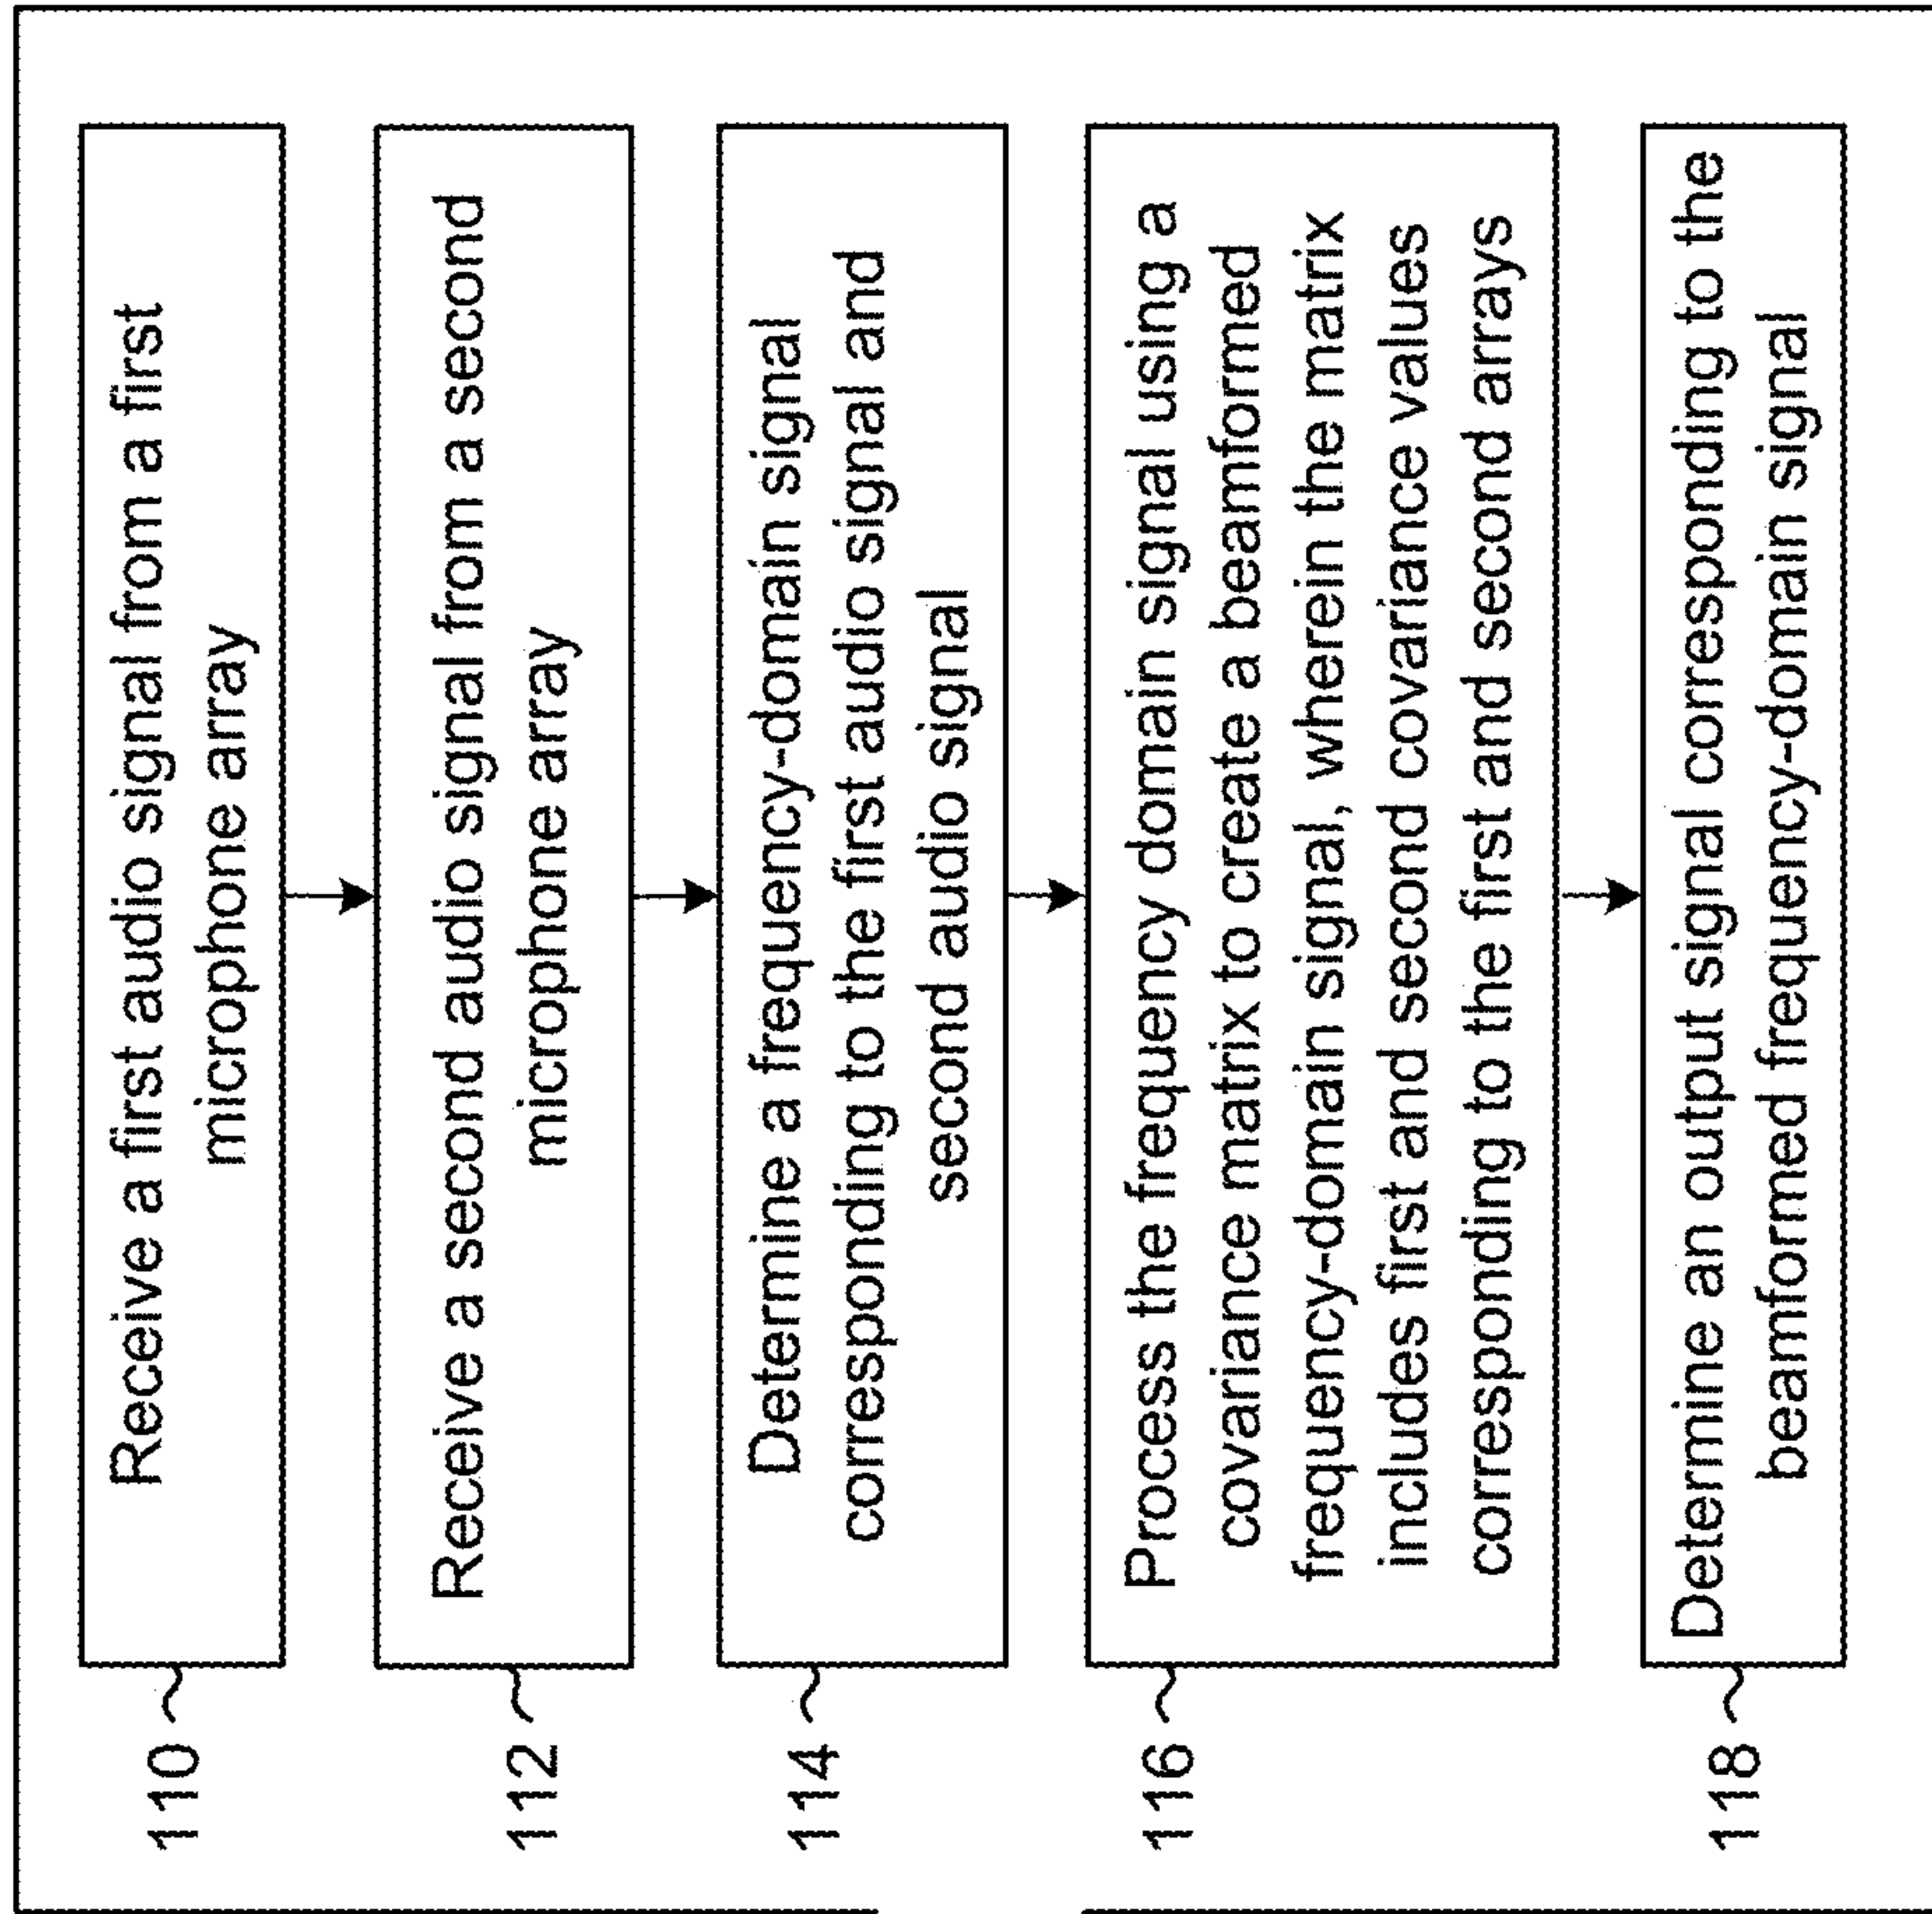 110
Receive a first audio signal from a first
microphone array
112
Receive a second audio signal from a second
microphone array
114
Determine a frequency-domain signal
corresponding to the first audio signal and
second audio signal
116
Process the frequency domain signal using a
covariance matrix to create a beamformed
frequency-domain signal, wherein the matrix
includes first and second covariance values
corresponding to the first and second arrays
118
Determine an output signal corresponding to the
beamformed frequency-domain signal